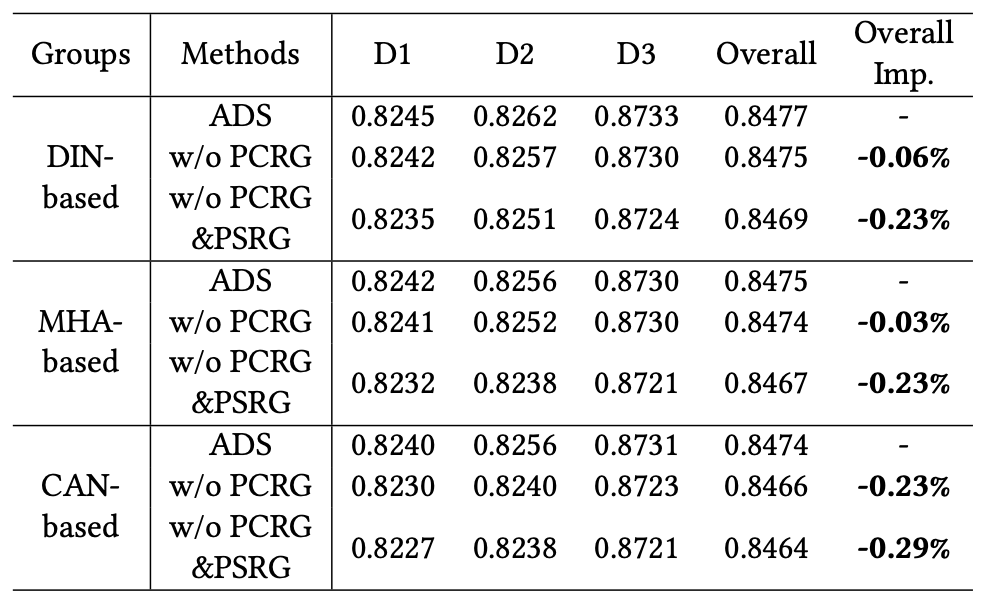 Groups Methods D1 D2 D3 Overall Overall Imp.
DIN-based ADS 0.8245 0.8262 0.8733 0.8477 -
w/o PCRG 0.8242 0.8257 0.8730 0.8475 -0.06%
w/o PCRG &PSRG 0.8235 0.8251 0.8724 0.8469 -0.23%
MHA-based ADS 0.8242 0.8256 0.8730 0.8475 -
w/o PCRG 0.8241 0.8252 0.8730 0.8474 -0.03%
w/o PCRG &PSRG 0.8232 0.8238 0.8721 0.8467 -0.23%
CAN-based ADS 0.8240 0.8256 0.8731 0.8474 -
w/o PCRG 0.8230 0.8240 0.8723 0.8466 -0.23%
w/o PCRG &PSRG 0.8227 0.8238 0.8721 0.8464 -0.29%